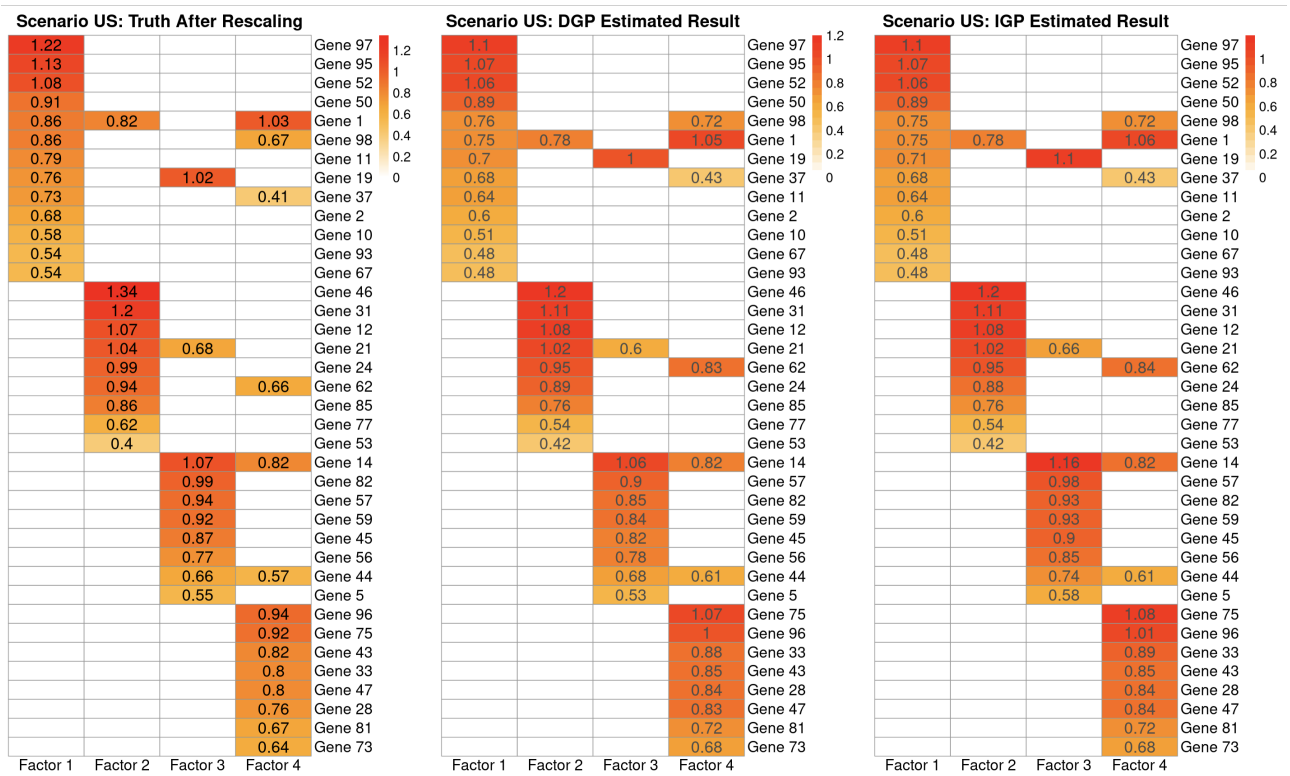 Scenario US: Truth After Rescaling
1.22 Gene 97
1.13 Gene 95
1.08 Gene 52
0.91 Gene 50
0.86 0.82 1.03 Gene 1
0.86 0.67 Gene 98
0.79 Gene 11
0.76 1.02 Gene 19
0.73 0.41 Gene 37
0.68 Gene 2
0.58 Gene 10
0.54 Gene 93
0.54 Gene 67
1.34 Gene 46
1.2 Gene 31
1.07 Gene 12
1.04 0.68 Gene 21
0.99 Gene 24
0.94 0.66 Gene 62
0.86 Gene 85
0.62 Gene 77
0.4 Gene 53
1.07 0.82 Gene 14
0.99 Gene 82
0.94 Gene 57
0.92 Gene 59
0.87 Gene 45
0.77 Gene 56
0.66 0.57 Gene 44
0.55 Gene 5
0.94 Gene 96
0.92 Gene 75
0.82 Gene 43
0.8 Gene 33
0.8 Gene 47
0.76 Gene 28
0.67 Gene 81
0.64 Gene 73
Factor 1 Factor 2 Factor 3 Factor 4
1.2
1
0.8
0.6
0.4
0.2
0
Scenario US: DGP Estimated Result
1.1 Gene 97
1.07 Gene 95
1.06 Gene 52
0.89 Gene 50
0.76 0.72 Gene 98
0.75 0.78 1.05 Gene 1
0.7 1 Gene 19
0.68 0.43 Gene 37
0.64 Gene 11
0.6 Gene 2
0.51 Gene 10
0.48 Gene 67
0.48 Gene 93
1.2 Gene 46
1.11 Gene 31
1.08 Gene 12
1.02 0.6 Gene 21
0.95 0.83 Gene 62
0.89 Gene 24
0.76 Gene 85
0.54 Gene 77
0.42 Gene 53
1.06 0.82 Gene 14
0.9 Gene 57
0.85 Gene 82
0.84 Gene 59
0.82 Gene 45
0.78 Gene 56
0.68 0.61 Gene 44
0.53 Gene 5
1.07 Gene 75
1 Gene 96
0.88 Gene 33
0.85 Gene 43
0.84 Gene 28
0.83 Gene 47
0.72 Gene 81
0.68 Gene 73
Factor 1 Factor 2 Factor 3 Factor 4
1.2
1
0.8
0.6
0.4
0.2
0
Scenario US: IGP Estimated Result
1.1 Gene 97
1.07 Gene 95
1.06 Gene 52
0.89 Gene 50
0.75 0.72 Gene 98
0.75 0.78 1.06 Gene 1
0.71 1.1 Gene 19
0.68 0.43 Gene 37
0.64 Gene 11
0.6 Gene 2
0.51 Gene 10
0.48 Gene 67
0.48 Gene 93
1.2 Gene 46
1.11 Gene 31
1.08 Gene 12
1.02 0.66 Gene 21
0.95 0.84 Gene 62
0.88 Gene 24
0.76 Gene 85
0.54 Gene 77
0.42 Gene 53
1.16 0.82 Gene 14
0.98 Gene 57
0.93 Gene 82
0.93 Gene 59
0.9 Gene 45
0.85 Gene 56
0.74 0.61 Gene 44
0.58 Gene 5
1.08 Gene 75
1.01 Gene 96
0.89 Gene 33
0.85 Gene 43
0.84 Gene 28
0.84 Gene 47
0.72 Gene 81
0.68 Gene 73
Factor 1 Factor 2 Factor 3 Factor 4
1
0.8
0.6
0.4
0.2
0